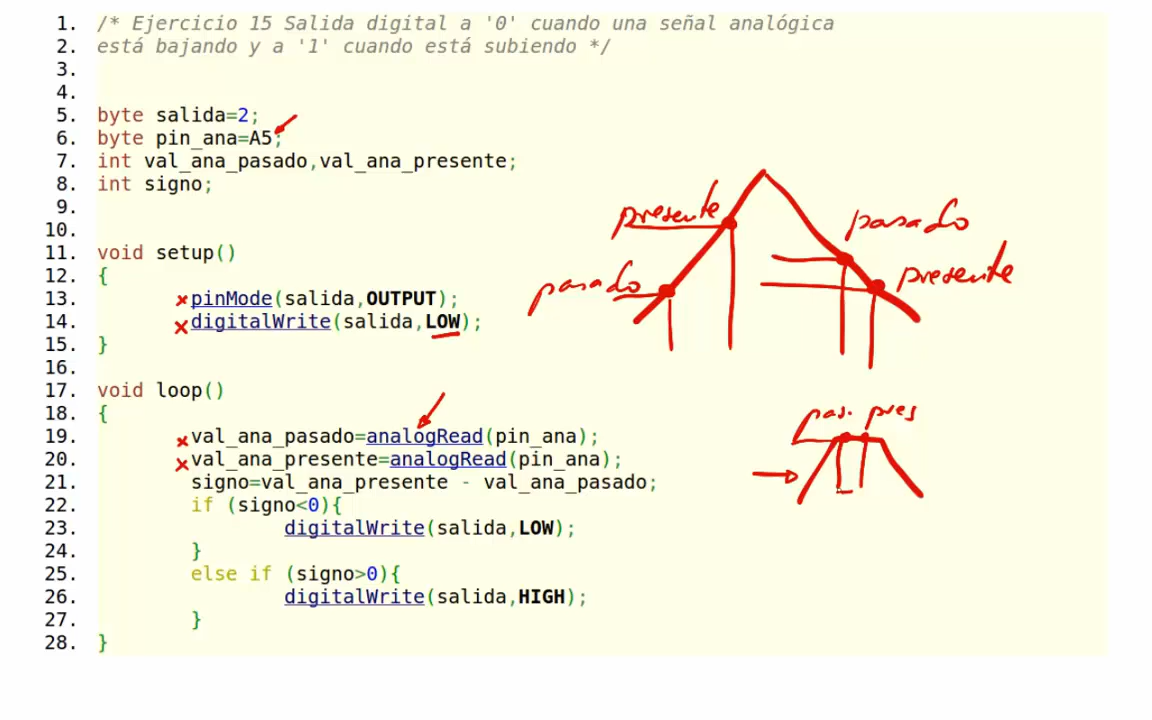 1. /* Ejercicio 15 Salida digital a '0' cuando una señal analógica
2. está bajando y a '1' cuando está subiendo */
3.
4.
5. byte salida=2;
6. byte pin_ana=A5;
7. int val_ana_pasado,val_ana_presente;
8. int signo;
9.
10.
11. void setup()
12. {
13. pinMode(salida,OUTPUT);
14. digitalWrite(salida,LOW);
15. }
16.
17. void loop()
18. {
19. val_ana_pasado=analogRead(pin_ana);
20. val_ana_presente=analogRead(pin_ana);
21. signo=val_ana_presente - val_ana_pasado;
22. if (signo<0){
23. digitalWrite(salida,LOW);
24. }
25. else if (signo>0){
26. digitalWrite(salida,HIGH);
27. }
28. }
presente
pasado
pasado
presente
pas. pres